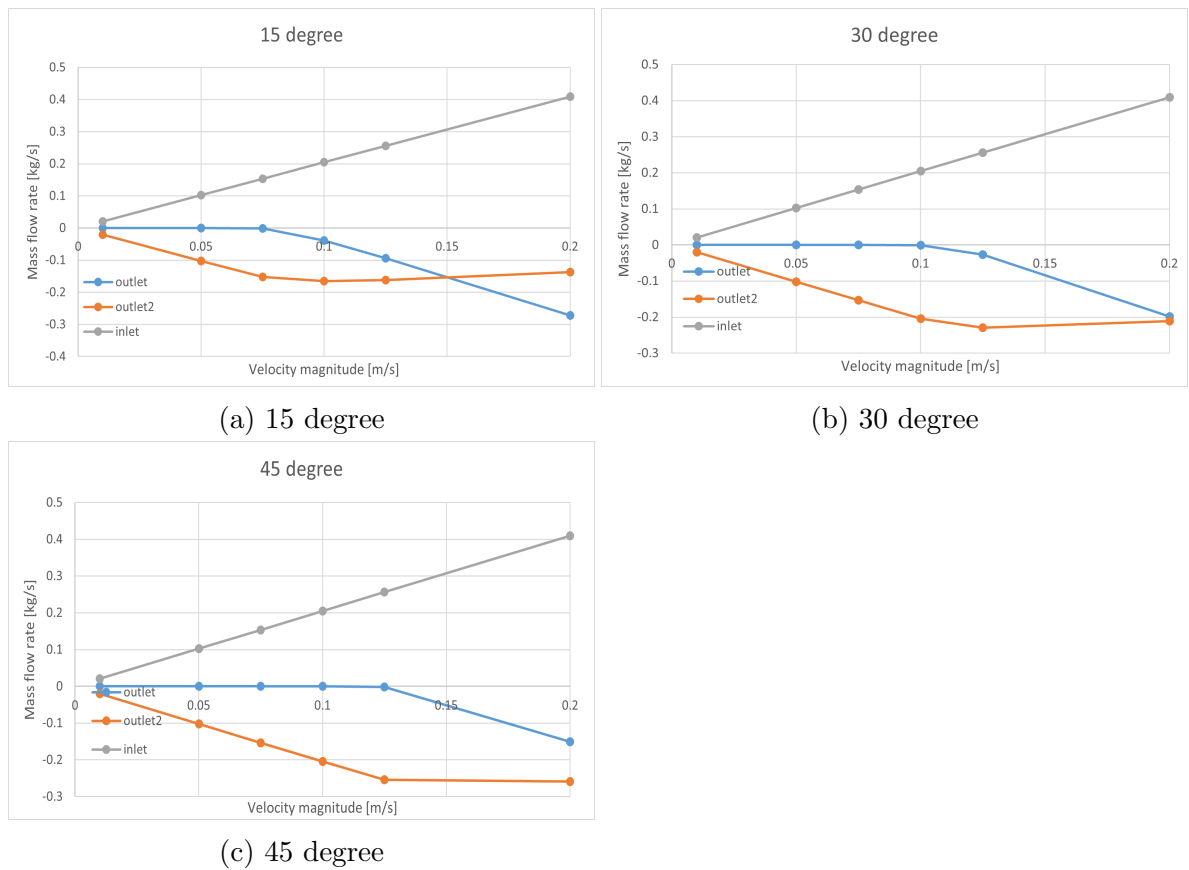 15 degree
0.5
0.4
0.3
0.2
0.1
0
-0.1
-0.2
-0.3
-0.4
0
0.05
0.1
0.15
0.2
Mass flow rate [kg/s]
Velocity magnitude [m/s]
outlet
outlet2
inlet
(a) 15 degree
30 degree
0.5
0.4
0.3
0.2
0.1
0
-0.1
-0.2
-0.3
0
0.05
0.1
0.15
0.2
Mass flow rate [kg/s]
Velocity magnitude [m/s]
outlet
outlet2
inlet
(b) 30 degree
45 degree
0.5
0.4
0.3
0.2
0.1
0
-0.1
-0.2
-0.3
0
0.05
0.1
0.15
0.2
Mass flow rate [kg/s]
Velocity magnitude [m/s]
outlet
outlet2
inlet
(c) 45 degree